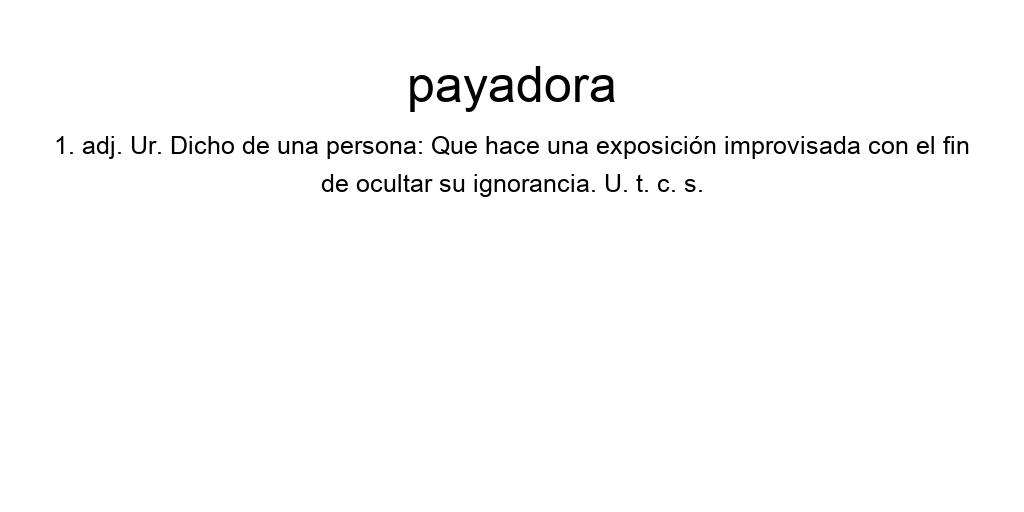 payadora
1. adj. Ur. Dicho de una persona: Que hace una exposición improvisada con el fin
de ocultar su ignorancia. U. t. c. s.